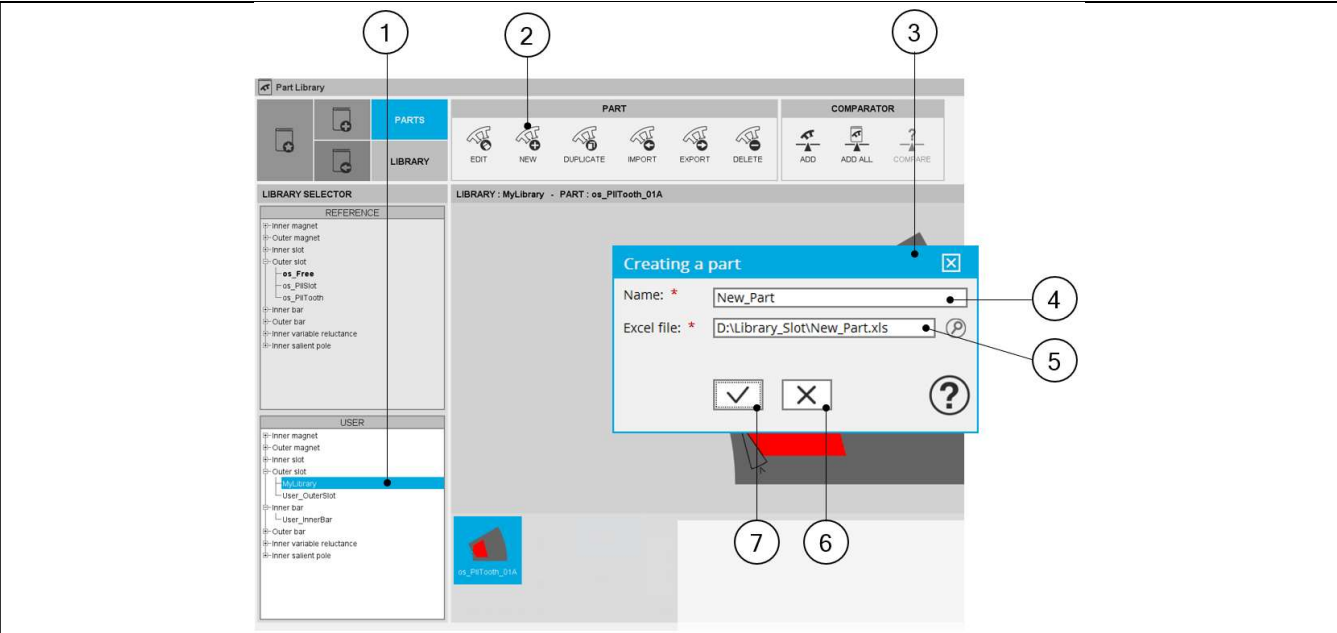 1
2
3
Part Library
PARTS
LIBRARY
PART
EDIT
NEW
DUPLICATE
IMPORT
EXPORT
DELETE
COMPARATOR
ADD
ADD ALL
COMPARE
LIBRARY SELECTOR
LIBRARY : MyLibrary - PART : os_PllTooth_01A
REFERENCE
Inner magnet
Outer magnet
Inner slot
Outer slot
os_Free
os_PllSlot
os_PllTooth
Inner bar
Outer bar
Inner variable reluctance
Inner salient pole
Creating a part
Name: * New_Part
4
Excel file: * D:\Library_Slot\New_Part.xls
5
?
USER
Inner magnet
Outer magnet
Inner slot
Outer slot
MyLibrary
User_OuterSlot
Inner bar
User_InnerBar
Outer bar
Inner variable reluctance
Inner salient pole
os_PllTooth_01A
7
6